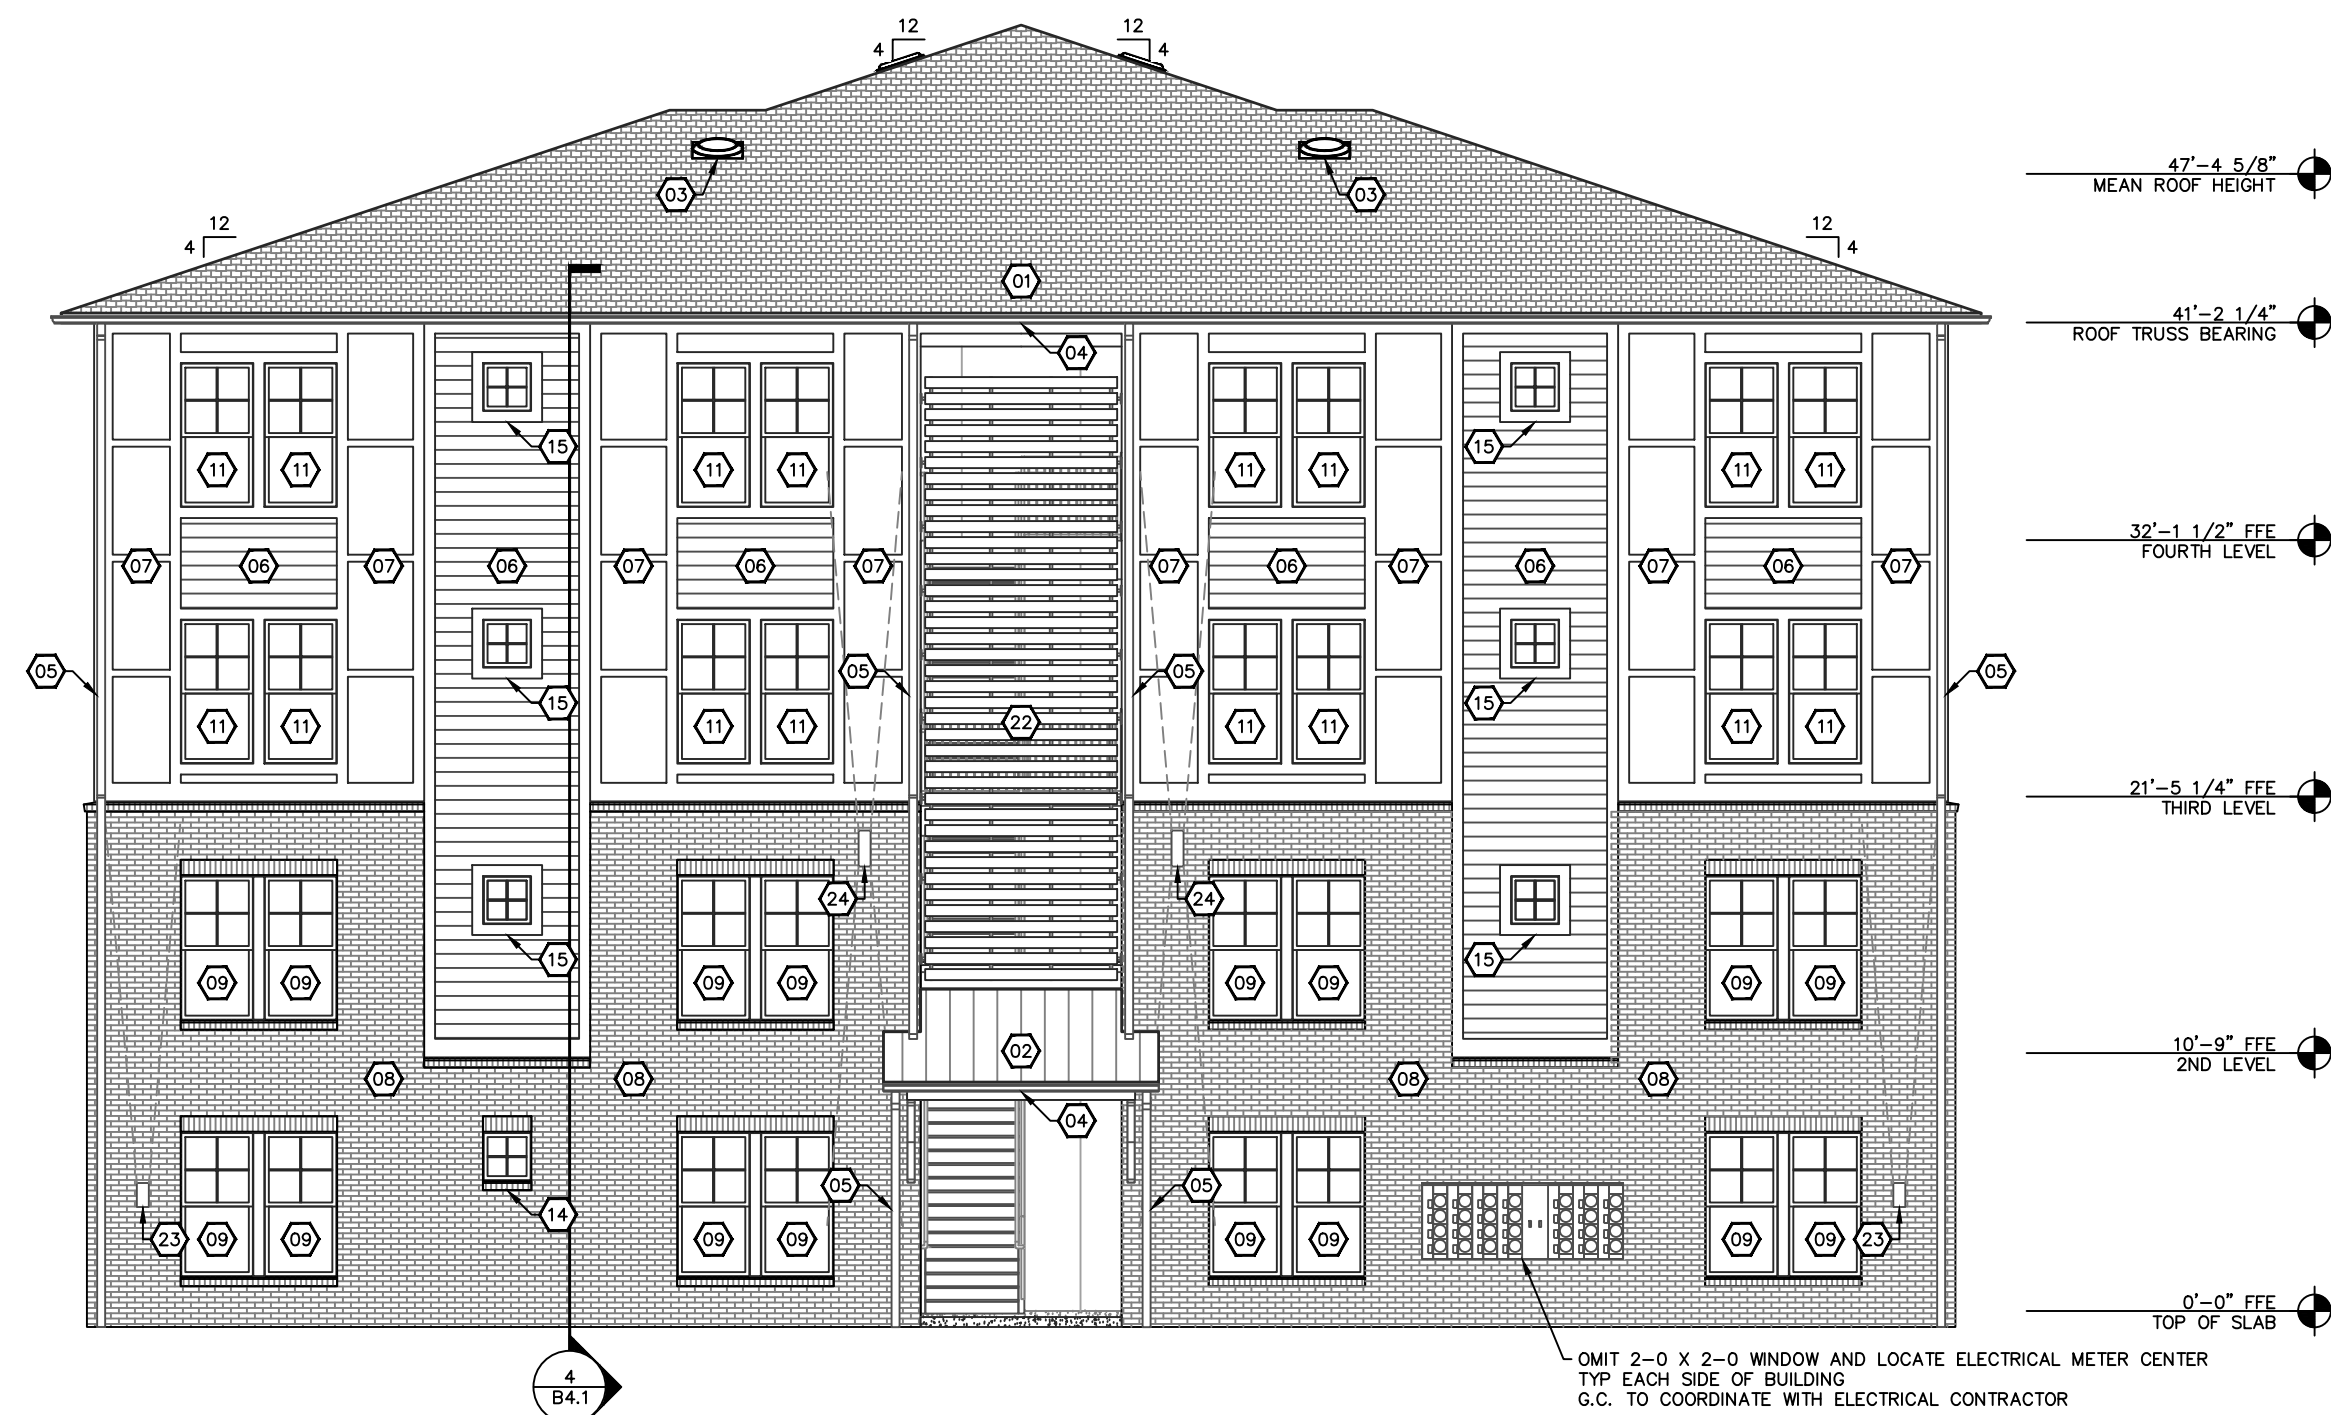 12 12
4 4
47'-4 5/8"
MEAN ROOF HEIGHT
03 03
12 12
4 4
01
41'-2 1/4"
ROOF TRUSS BEARING
04
15 15
11 11 11 11 11 11 11 11
32'-1 1/2" FFE
FOURTH LEVEL
07 06 07 06 07 06 07 07 06 07 06 07 06 07
05 05 05 05
15 15
22
11 11 11 11 11 11 11 11
21'-5 1/4" FFE
THIRD LEVEL
24 24
15 15
09 09 09 09 09 09 09 09
02
10'-9" FFE
2ND LEVEL
08 08 08 08
04
05 05
14
23 09 09 09 09 09 09 09 09 23
0'-0" FFE
TOP OF SLAB
OMIT 2-0 X 2-0 WINDOW AND LOCATE ELECTRICAL METER CENTER
TYP EACH SIDE OF BUILDING
G.C. TO COORDINATE WITH ELECTRICAL CONTRACTOR
4
B4.1